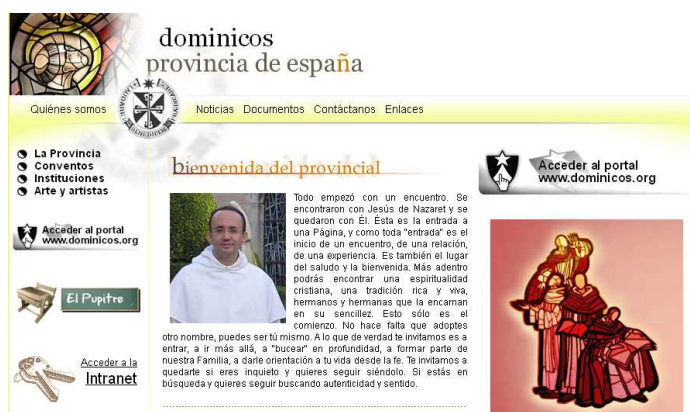 dominicos
provincia de españa
Quiénes somos
Noticias Documentos Contáctanos Enlaces
La Provincia
Conventos
Instituciones
Arte y artistas
Acceder al portal
www.dominicos.org
El Pupitre
Acceder a la
Intranet
bienvenida del provincial
Todo empezó con un encuentro. Se
encontraron con Jesús de Nazaret y se
quedaron con Él. Ésta es la entrada a
una Página, y como toda "entrada" es el
inicio de un encuentro, de una relación,
de una experiencia. Es también el lugar
del saludo y la bienvenida. Más adentro
podrás encontrar una espiritualidad
cristiana, una tradición rica y viva,
hermanos y hermanas que la encarnan
en su sencillez. Esto sólo es el
comienzo. No hace falta que adoptes
otro nombre, puedes ser tú mismo. A lo que de verdad te invitamos es a
entrar, a ir más allá, a "bucear" en profundidad, a formar parte de
nuestra Familia, a darle orientación a tu vida desde la fe. Te invitamos a
quedarte si eres inquieto y quieres seguir siéndolo. Si estás en
búsqueda y quieres seguir buscando autenticidad y sentido.
Acceder al portal
www.dominicos.org